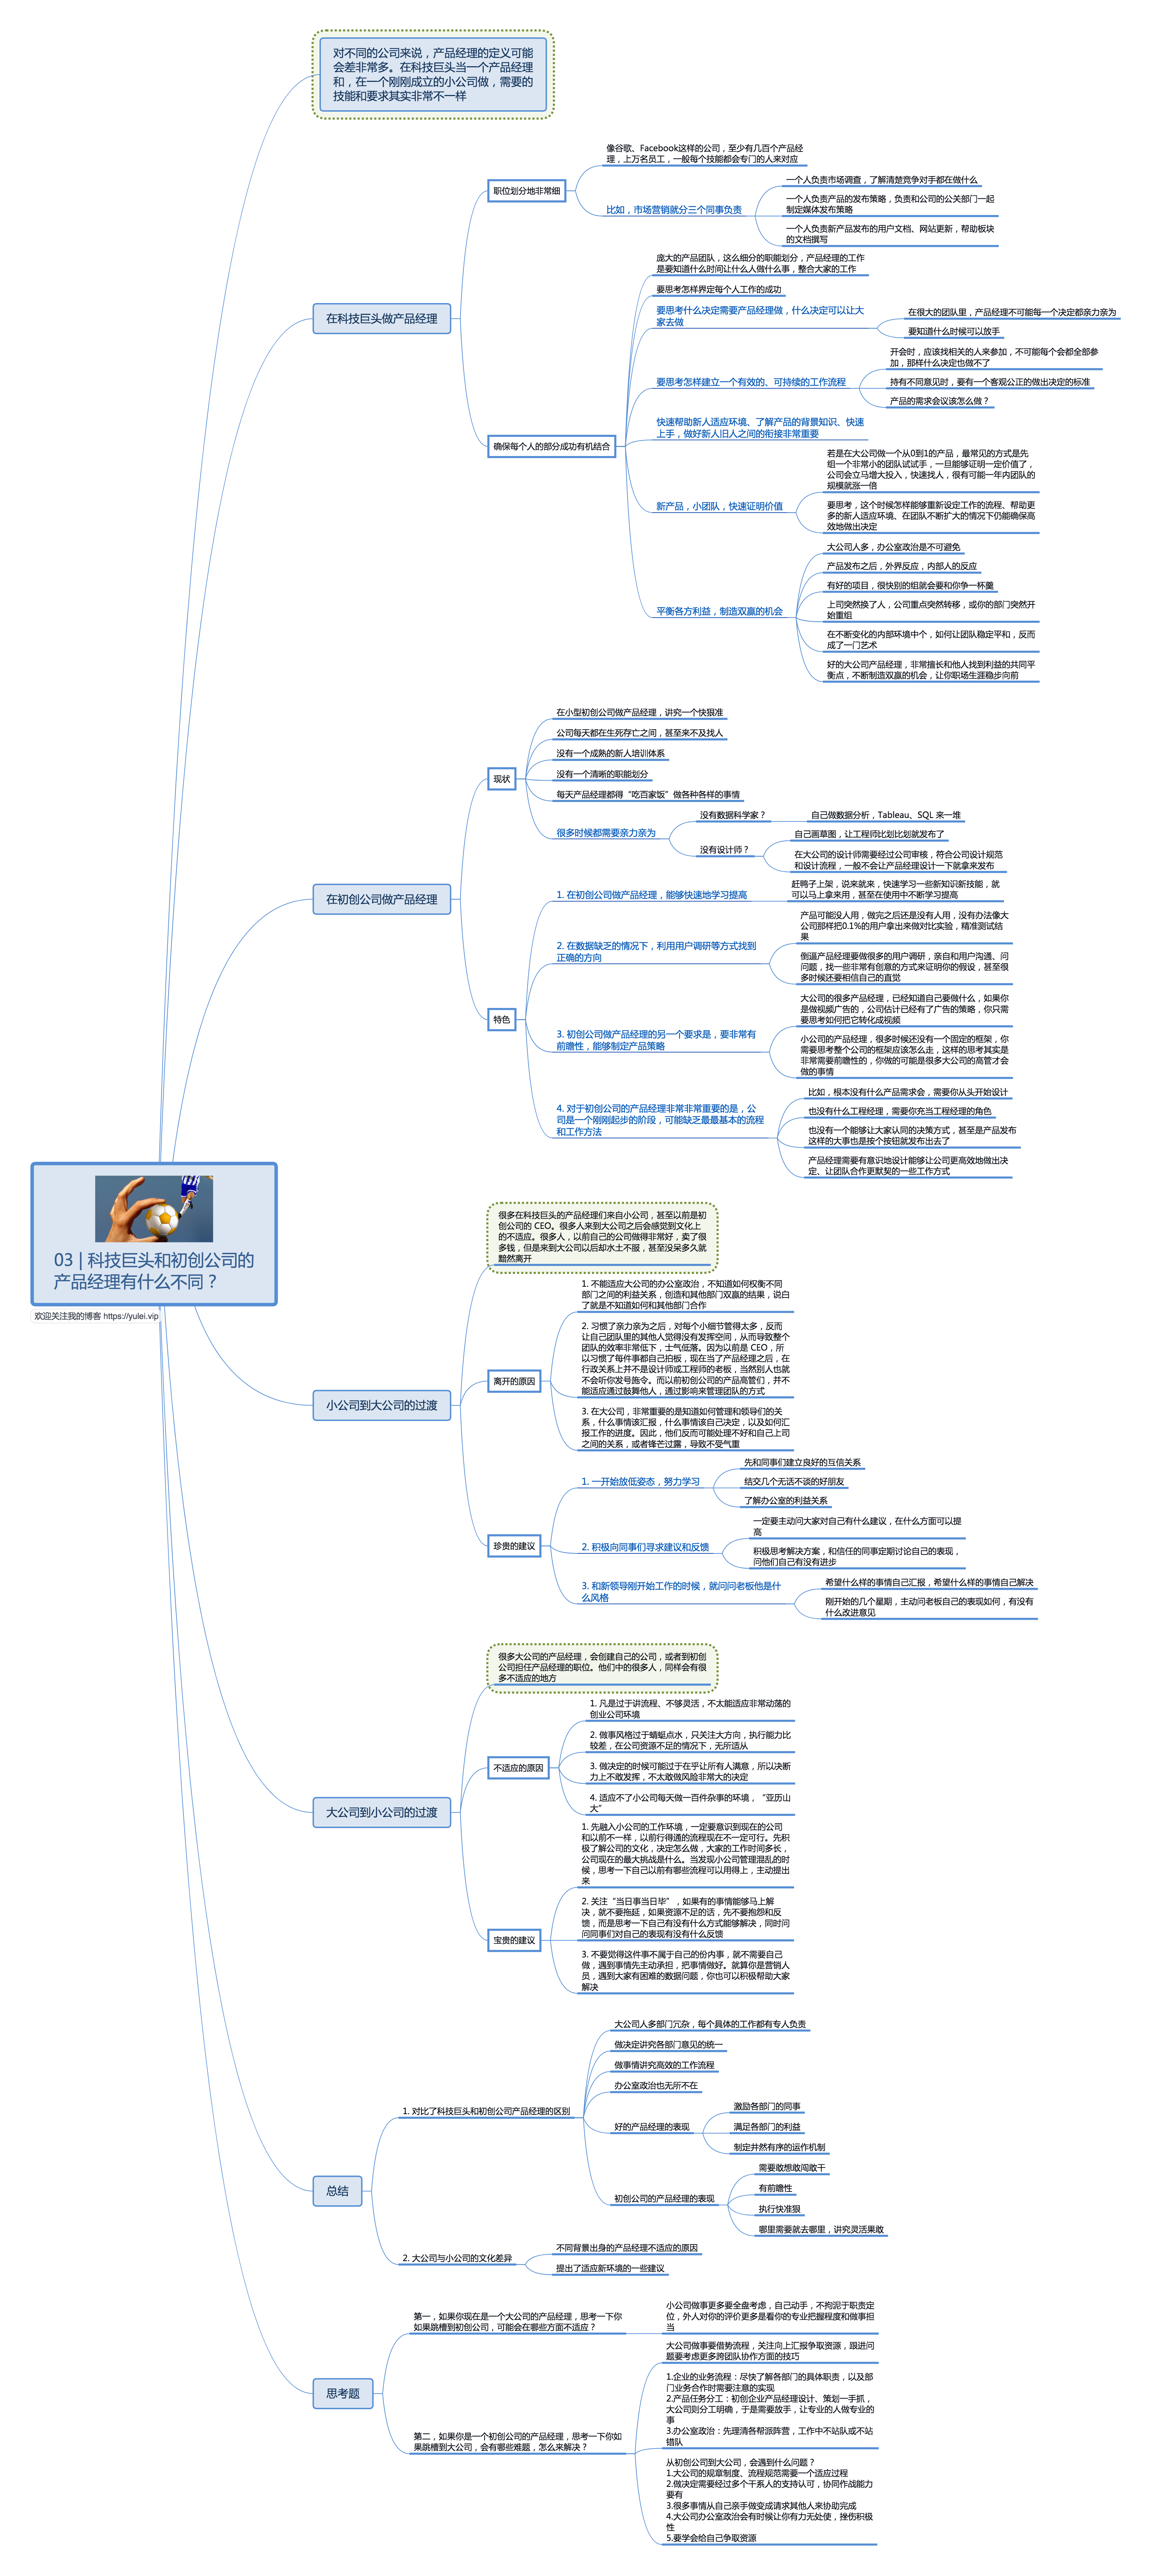 对不同的公司来说，产品经理的定义可能
会差非常多。在科技巨头当一个产品经理
和，在一个刚刚成立的小公司做，需要的
技能和要求其实非常不一样
在科技巨头做产品经理
职位划分地非常细
像谷歌、Facebook这样的公司，至少有几百个产品经
理，上万名员工，一般每个技能都会专门的人来对应
比如，市场营销就分三个同事负责
一个人负责市场调查，了解清楚竞争对手都在做什么
一个人负责产品的发布策略，负责和公司的公关部门一起
制定媒体发布策略
一个人负责新产品发布的用户文档、网站更新，帮助板块
的文档撰写
确保每个人的部分成功有机结合
庞大的产品团队，这么细分的职能划分，产品经理的工作
是要知道什么时间让什么人做什么事，整合大家的工作
要思考怎样界定每个人工作的成功
要思考什么决定需要产品经理做，什么决定可以让大
家去做
在很大的团队里，产品经理不可能每一个决定都亲力亲为
要知道什么时候可以放手
要思考怎样建立一个有效的、可持续的工作流程
开会时，应该找相关的人来参加，不可能每个会都全部参
加，那样什么决定也做不了
持有不同意见时，要有一个客观公正的做出决定的标准
产品的需求会议该怎么做？
快速帮助新人适应环境、了解产品的背景知识、快速
上手，做好新人旧人之间的衔接非常重要
新产品，小团队，快速证明价值
若是在大公司做一个从0到1的产品，最常见的方式是先
组一个非常小的团队试试手，一旦能够证明一定价值了，
公司会立马增大投入，快速找人，很有可能一年内团队的
规模就涨一倍
要思考，这个时候怎样能够重新设定工作的流程、帮助更
多的新人适应环境、在团队不断扩大的情况下仍能确保高
效地做出决定
平衡各方利益，制造双赢的机会
大公司人多，办公室政治是不可避免
产品发布之后，外界反应，内部人的反应
有好的项目，很快别的组就会要和你争一杯羹
上司突然换了人，公司重点突然转移，或你的部门突然开
始重组
在不断变化的内部环境中个，如何让团队稳定平和，反而
成了一门艺术
好的大公司产品经理，非常擅长和他人找到利益的共同平
衡点，不断制造双赢的机会，让你职场生涯稳步向前
在初创公司做产品经理
现状
在小型初创公司做产品经理，讲究一个快狠准
公司每天都在生死存亡之间，甚至来不及找人
没有一个成熟的新人培训体系
没有一个清晰的职能划分
每天产品经理都得“吃百家饭”做各种各样的事情
很多时候都需要亲力亲为
没有数据科学家？
自己做数据分析，Tableau、SQL 来一堆
没有设计师？
自己画草图，让工程师比划比划就发布了
在大公司的设计师需要经过公司审核，符合公司设计规范
和设计流程，一般不会让产品经理设计一下就拿来发布
特色
1. 在初创公司做产品经理，能够快速地学习提高
赶鸭子上架，说来就来，快速学习一些新知识新技能，就
可以马上拿来用，甚至在使用中不断学习提高
2. 在数据缺乏的情况下，利用用户调研等方式找到
正确的方向
产品可能没人用，做完之后还是没有人用，没有办法像大
公司那样把0.1%的用户拿出来做对比实验，精准测试结
果
倒逼产品经理要做很多的用户调研，亲自和用户沟通、问
问题，找一些非常有创意的方式来证明你的假设，甚至很
多时候还要相信自己的直觉
3. 初创公司做产品经理的另一个要求是，要非常有
前瞻性，能够制定产品策略
大公司的很多产品经理，已经知道自己要做什么，如果你
是做视频广告的，公司估计已经有了广告的策略，你只需
要思考如何把它转化成视频
小公司的产品经理，很多时候还没有一个固定的框架，你
需要思考整个公司的框架应该怎么走，这样的思考其实是
非常需要前瞻性的，你做的可能是很多大公司的高管才会
做的事情
4. 对于初创公司的产品经理非常非常重要的是，公
司是一个刚刚起步的阶段，可能缺乏最最基本的流程
和工作方法
比如，根本没有什么产品需求会，需要你从头开始设计
也没有什么工程经理，需要你充当工程经理的角色
也没有一个能够让大家认同的决策方式，甚至是产品发布
这样的大事也是按个按钮就发布出去了
产品经理需要有意识地设计能够让公司更高效地做出决
定、让团队合作更默契的一些工作方式
03 | 科技巨头和初创公司的
产品经理有什么不同？
欢迎关注我的博客 https://yulei.vip
小公司到大公司的过渡
很多在科技巨头的产品经理们来自小公司，甚至以前是初
创公司的 CEO。很多人来到大公司之后会感觉到文化上
的不适应。很多人，以前自己的公司做得非常好，卖了很
多钱，但是来到大公司以后却水土不服，甚至没呆多久就
黯然离开
离开的原因
1. 不能适应大公司的办公室政治，不知道如何权衡不同
部门之间的利益关系，创造和其他部门双赢的结果，说白
了就是不知道如何和其他部门合作
2. 习惯了亲力亲为之后，对每个小细节管得太多，反而
让自己团队里的其他人觉得没有发挥空间，从而导致整个
团队的效率非常低下，士气低落。因为以前是 CEO，所
以习惯了每件事都自己拍板，现在当了产品经理之后，在
行政关系上并不是设计师或工程师的老板，当然别人也就
不会听你发号施令。而以前初创公司的产品高管们，并不
能适应通过鼓舞他人，通过影响来管理团队的方式
3. 在大公司，非常重要的是知道如何管理和领导们的关
系，什么事情该汇报，什么事情该自己决定，以及如何汇
报工作的进度。因此，他们反而可能处理不好和自己上司
之间的关系，或者锋芒过露，导致不受气重
珍贵的建议
1. 一开始放低姿态，努力学习
先和同事们建立良好的互信关系
结交几个无话不谈的好朋友
了解办公室的利益关系
2. 积极向同事们寻求建议和反馈
一定要主动问大家对自己有什么建议，在什么方面可以提
高
积极思考解决方案，和信任的同事定期讨论自己的表现，
问他们自己有没有进步
3. 和新领导刚开始工作的时候，就问问老板他是什
么风格
希望什么样的事情自己汇报，希望什么样的事情自己解决
刚开始的几个星期，主动问老板自己的表现如何，有没有
什么改进意见
大公司到小公司的过渡
很多大公司的产品经理，会创建自己的公司，或者到初创
公司担任产品经理的职位。他们中的很多人，同样会有很
多不适应的地方
不适应的原因
1. 凡是过于讲流程、不够灵活，不太能适应非常动荡的
创业公司环境
2. 做事风格过于蜻蜓点水，只关注大方向，执行能力比
较差，在公司资源不足的情况下，无所适从
3. 做决定的时候可能过于在乎让所有人满意，所以决断
力上不敢发挥，不太敢做风险非常大的决定
4. 适应不了小公司每天做一百件杂事的环境，“亚历山
大”
宝贵的建议
1. 先融入小公司的工作环境，一定要意识到现在的公司
和以前不一样，以前行得通的流程现在不一定可行。先积
极了解公司的文化，决定怎么做，大家的工作时间多长，
公司现在的最大挑战是什么。当发现小公司管理混乱的时
候，思考一下自己以前有哪些流程可以用得上，主动提出
来
2. 关注“当日事当日毕”，如果有的事情能够马上解
决，就不要拖延，如果资源不足的话，先不要抱怨和反
馈，而是思考一下自己有没有什么方式能够解决，同时问
问同事们对自己的表现有没有什么反馈
3. 不要觉得这件事不属于自己的份内事，就不需要自己
做，遇到事情先主动承担，把事情做好。就算你是营销人
员，遇到大家有困难的数据问题，你也可以积极帮助大家
解决
总结
1. 对比了科技巨头和初创公司产品经理的区别
大公司人多部门冗杂，每个具体的工作都有专人负责
做决定讲究各部门意见的统一
做事情讲究高效的工作流程
办公室政治也无所不在
好的产品经理的表现
激励各部门的同事
满足各部门的利益
制定井然有序的运作机制
初创公司的产品经理的表现
需要敢想敢闯敢干
有前瞻性
执行快准狠
哪里需要就去哪里，讲究灵活果敢
2. 大公司与小公司的文化差异
不同背景出身的产品经理不适应的原因
提出了适应新环境的一些建议
思考题
第一，如果你现在是一个大公司的产品经理，思考一下你
如果跳槽到初创公司，可能会在哪些方面不适应？
小公司做事更多要全盘考虑，自己动手，不拘泥于职责定
位，外人对你的评价更多是看你的专业把握程度和做事担
当
第二，如果你是一个初创公司的产品经理，思考一下你如
果跳槽到大公司，会有哪些难题，怎么来解决？
大公司做事要借势流程，关注向上汇报争取资源，跟进问
题要考虑更多跨团队协作方面的技巧
1.企业的业务流程：尽快了解各部门的具体职责，以及部
门业务合作时需要注意的实现
2.产品任务分工：初创企业产品经理设计、策划一手抓，
大公司则分工明确，于是需要放手，让专业的人做专业的
事
3.办公室政治：先理清各帮派阵营，工作中不站队或不站
错队
从初创公司到大公司，会遇到什么问题？
1.大公司的规章制度、流程规范需要一个适应过程
2.做决定需要经过多个干系人的支持认可，协同作战能力
要有
3.很多事情从自己亲手做变成请求其他人来协助完成
4.大公司办公室政治会有时候让你有力无处使，挫伤积极
性
5.要学会给自己争取资源